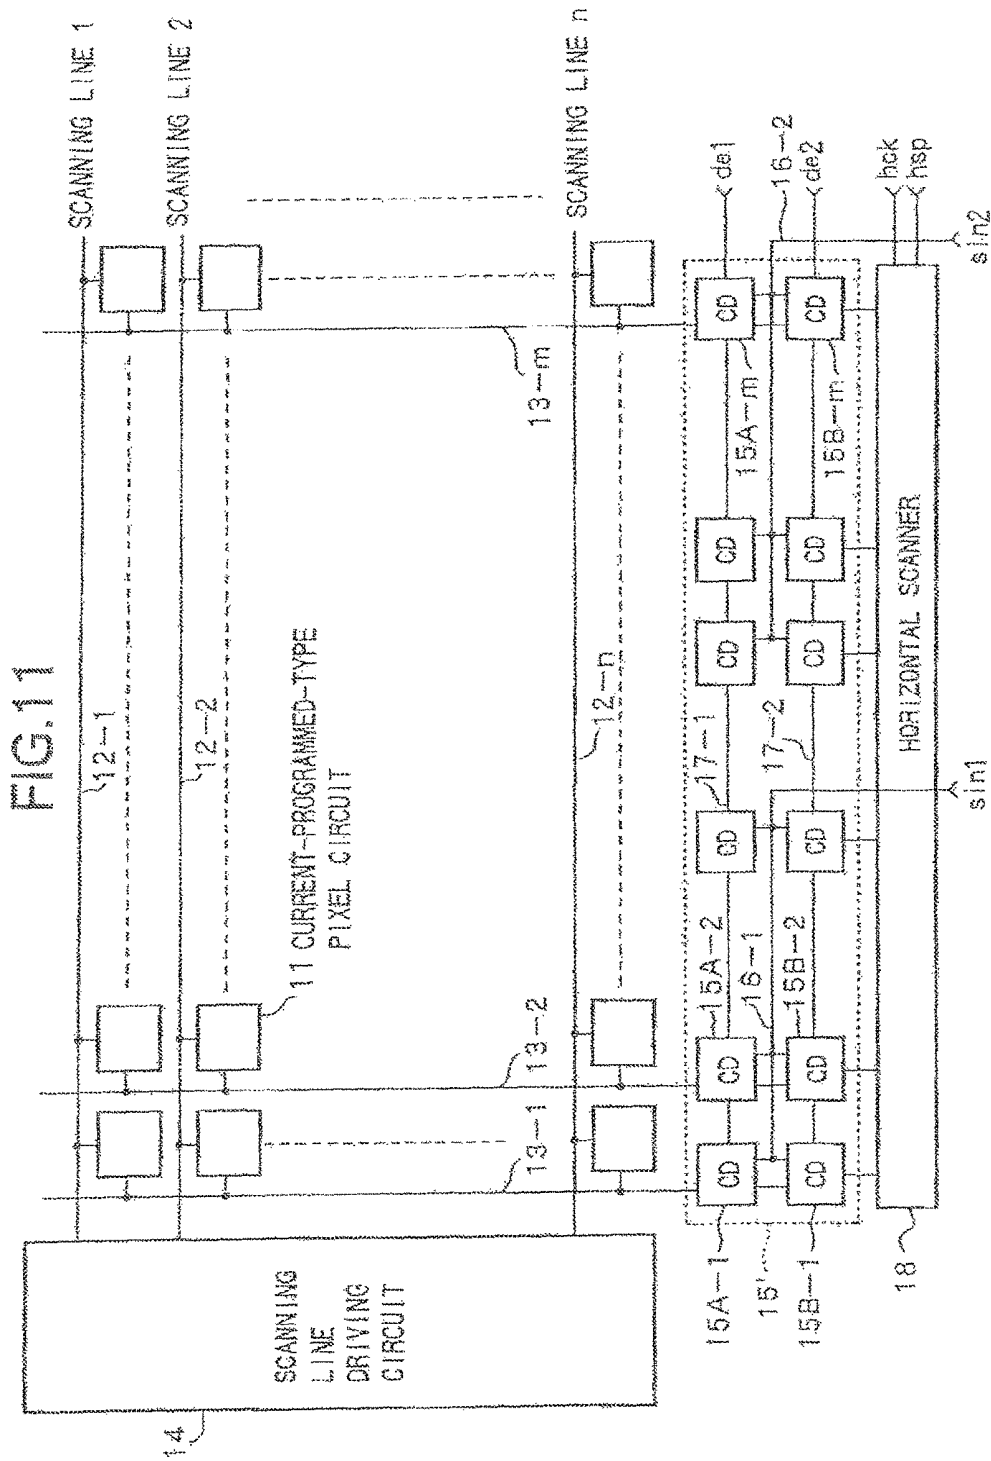 FIG.11
SCANNING LINE 1
12-1
SCANNING LINE 2
12-2
11 CURRENT-PROGRAMMED-TYPE
PIXEL CIRCUIT
SCANNING LINE n
12-n
14
SCANNING
LINE
DRIVING
CIRCUIT
13-1
13-2
13-m
15A-1
15'
15B-1
CD
CD
CD
CD
CD
CD
15A-2
16-1
15B-2
17-1
17-2
CD
CD
CD
CD
CD
CD
15A-m
15B-m
de1
16-2
de2
hck
hsp
18
HORIZONTAL SCANNER
sin1
sin2